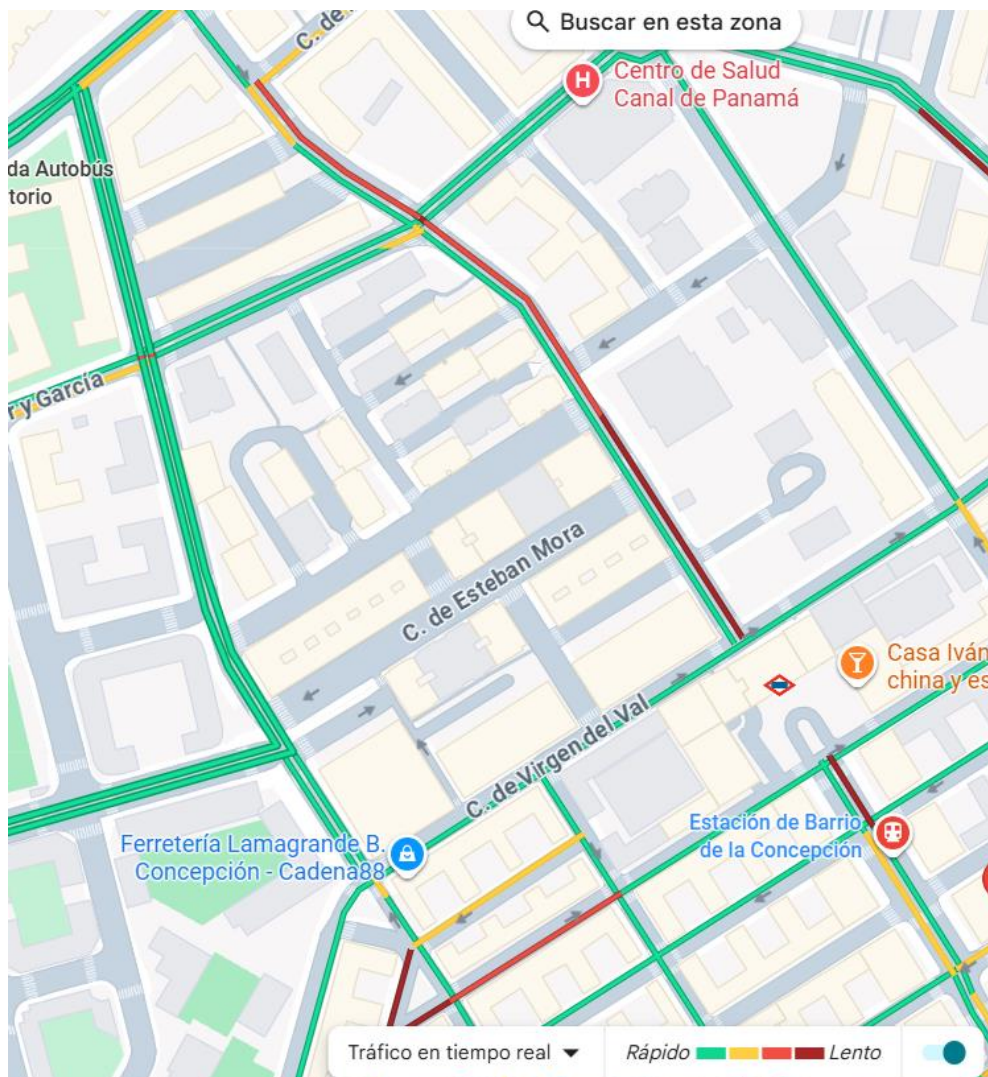 C. de
Buscar en esta zona
H
Centro de Salud
Canal de Panamá
da Autobús
torio
r y García
C. de Esteban Mora
Casa Iván
china y es
C. de Virgen del Val
Estación de Barrio
de la Concepción
Ferretería Lamagrande B.
Concepción - Cadena88
Tráfico en tiempo real
Rápido
Lento